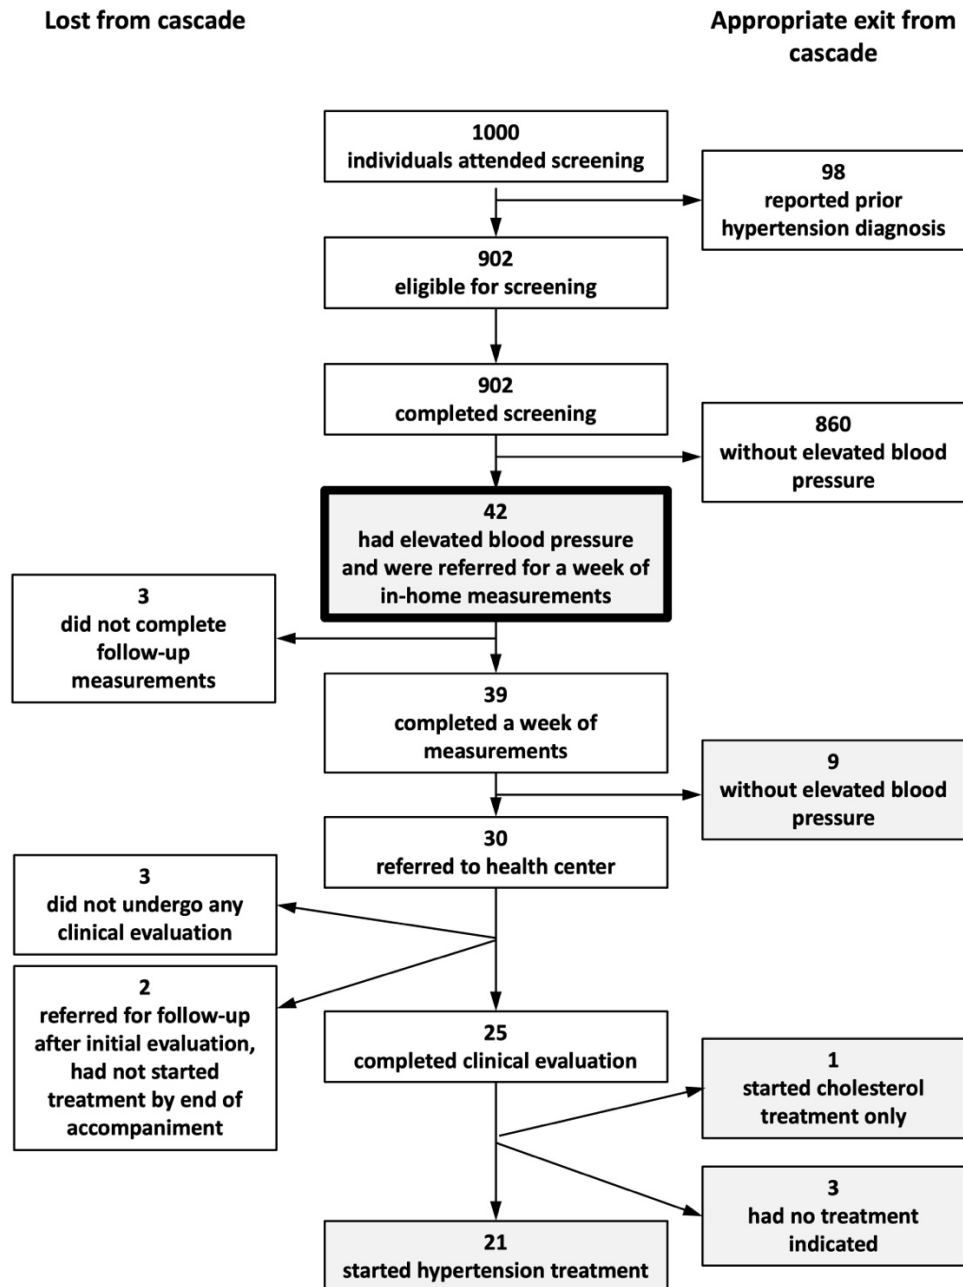 Lost from cascade
Appropriate exit from
cascade
1000
individuals attended screening
98
reported prior
hypertension diagnosis
902
eligible for screening
902
completed screening
860
without elevated blood
pressure
42
had elevated blood pressure
and were referred for a week of
in-home measurements
3
did not complete
follow-up
measurements
39
completed a week of
measurements
9
without elevated blood
pressure
30
referred to health center
3
did not undergo any
clinical evaluation
2
referred for follow-up
after initial evaluation,
had not started
treatment by end of
accompaniment
25
completed clinical evaluation
1
started cholesterol
treatment only
3
had no treatment
indicated
21
started hypertension treatment